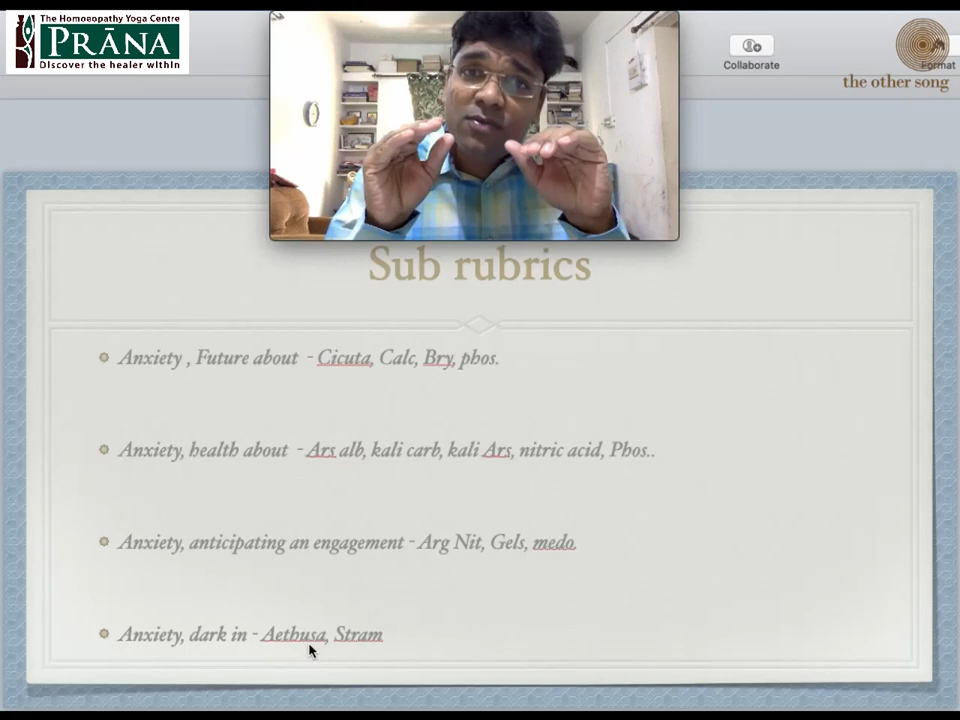 The Homoeopathy Yoga Centre
PRĀNA
Discover the healer within
Collaborate
Format
the other song
Sub rubrics
Anxiety , Future about - Cicuta, Calc, Bry, phos.
Anxiety, health about - Ars alb, kali carb, kali Ars, nitric acid, Phos..
Anxiety, anticipating an engagement - Arg Nit, Gels, medo.
Anxiety, dark in - Aethusa, Stram